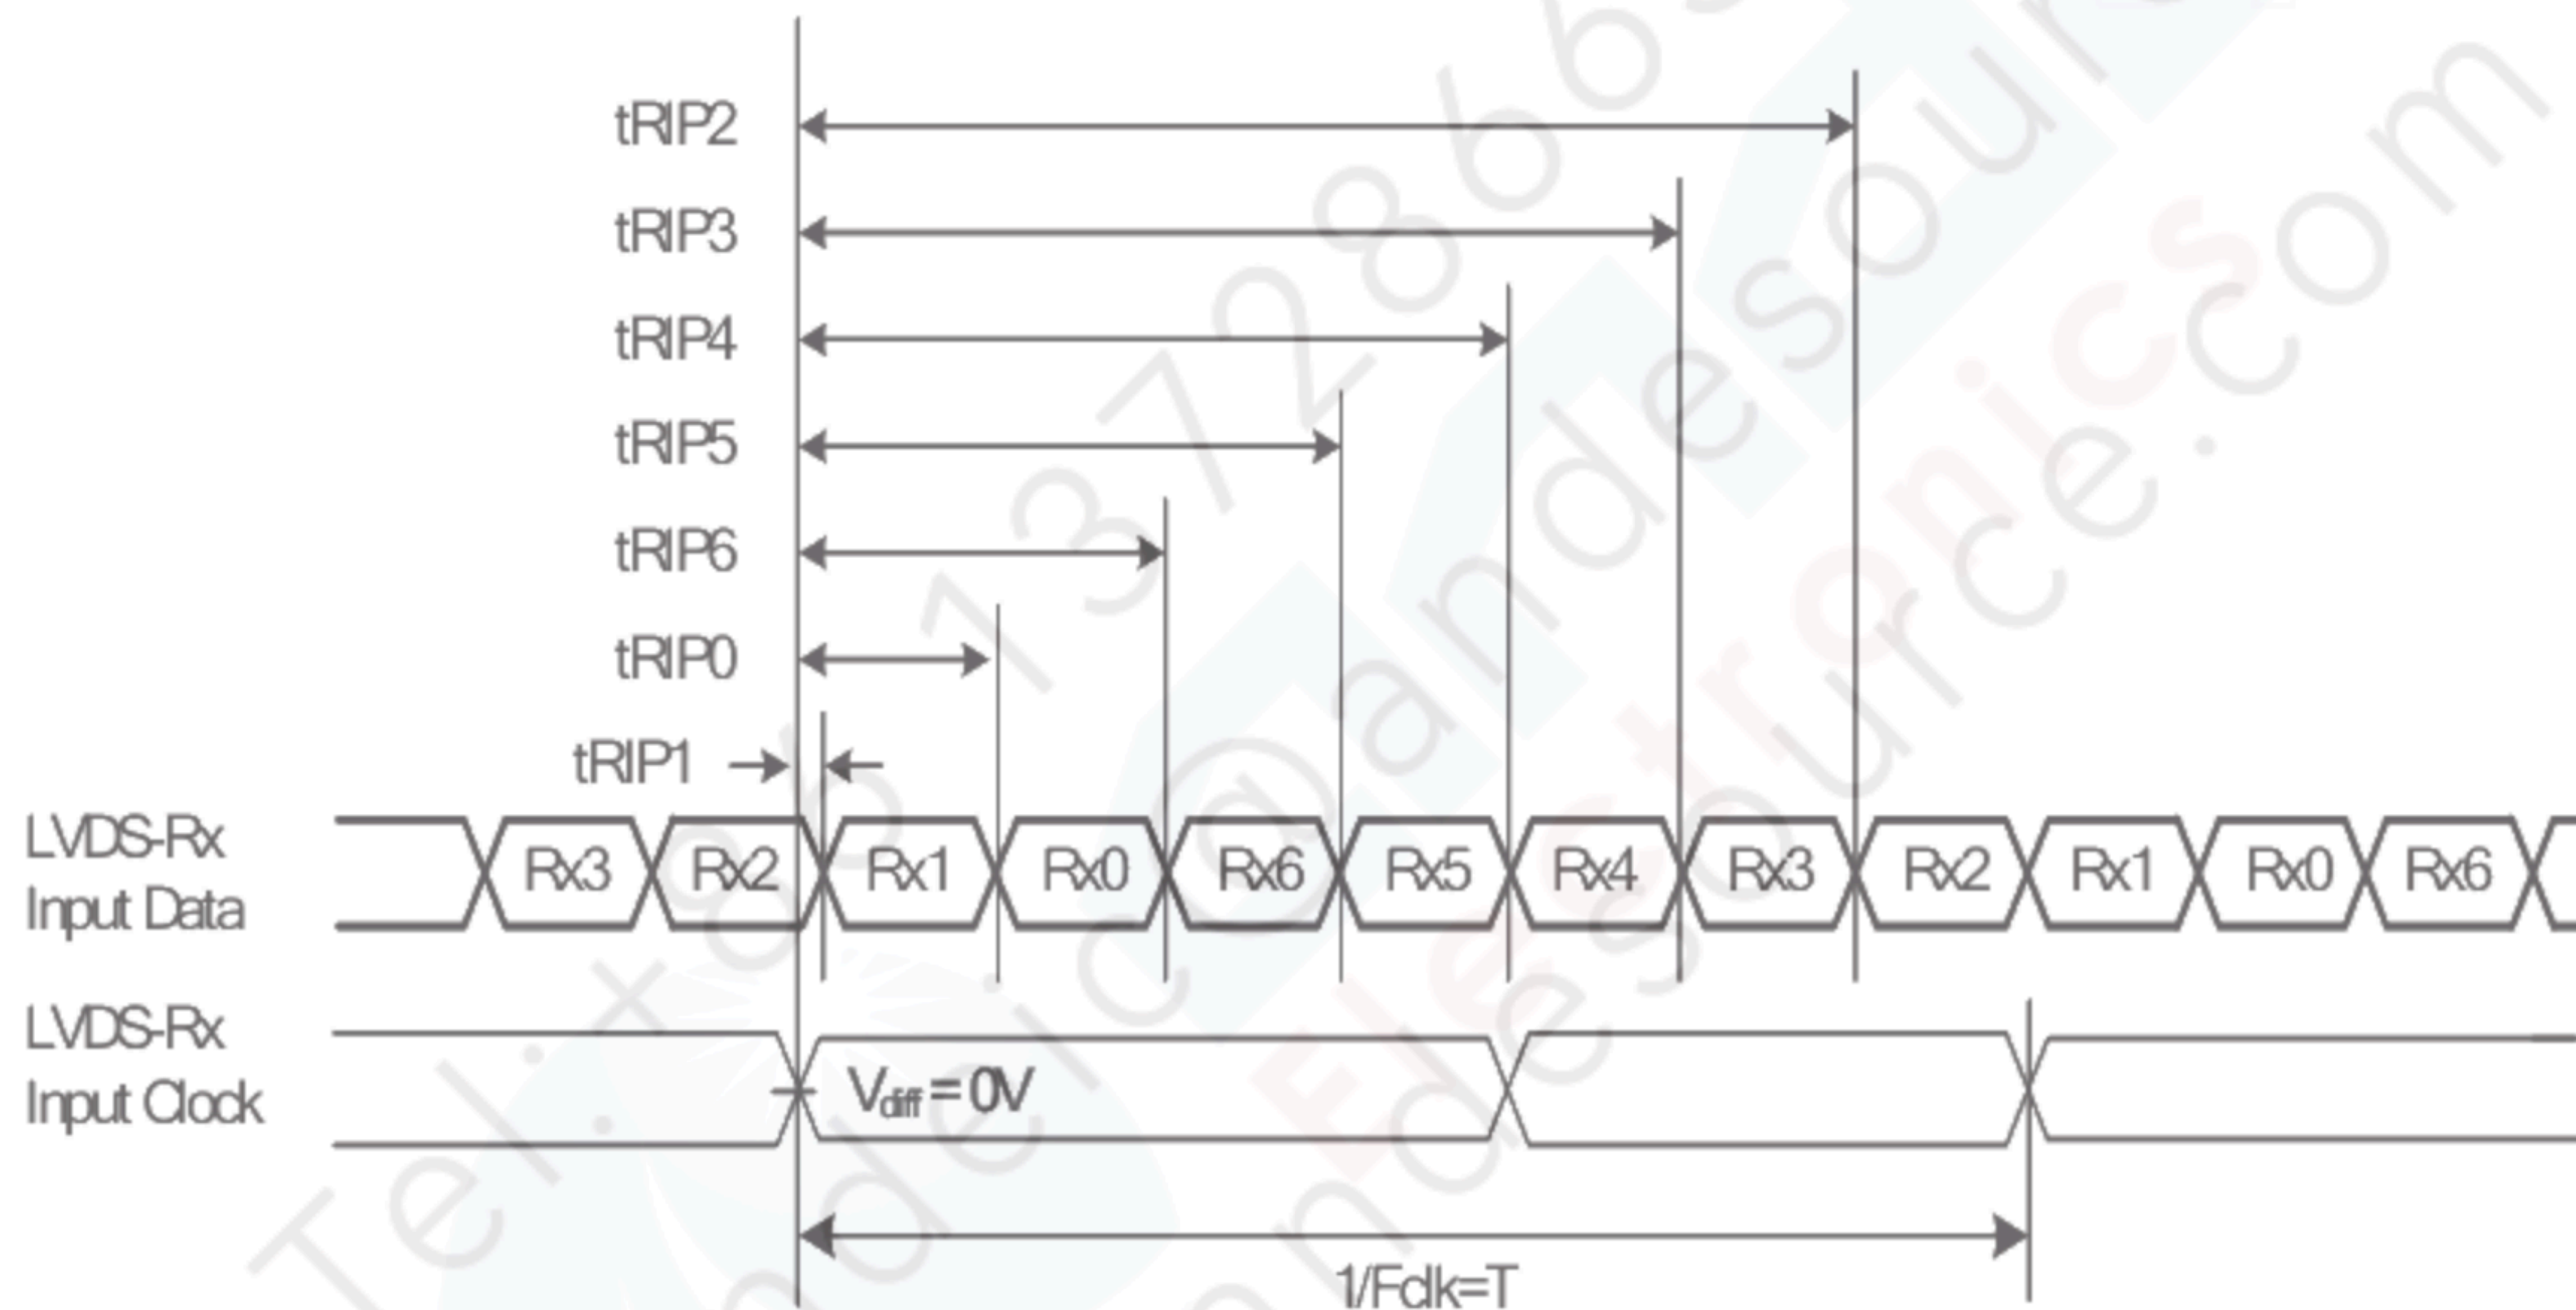 tRIP2
tRIP3
tRIP4
tRIP5
tRIP6
tRIP0
tRIP1
LVDS-Rx
Input Data
Rx3 Rx2 Rx1 Rx0 Rx6 Rx5 Rx4 Rx3 Rx2 Rx1 Rx0 Rx6
LVDS-Rx
Input Clock
Vdiff = 0V
1/Fclk=T
Electronics